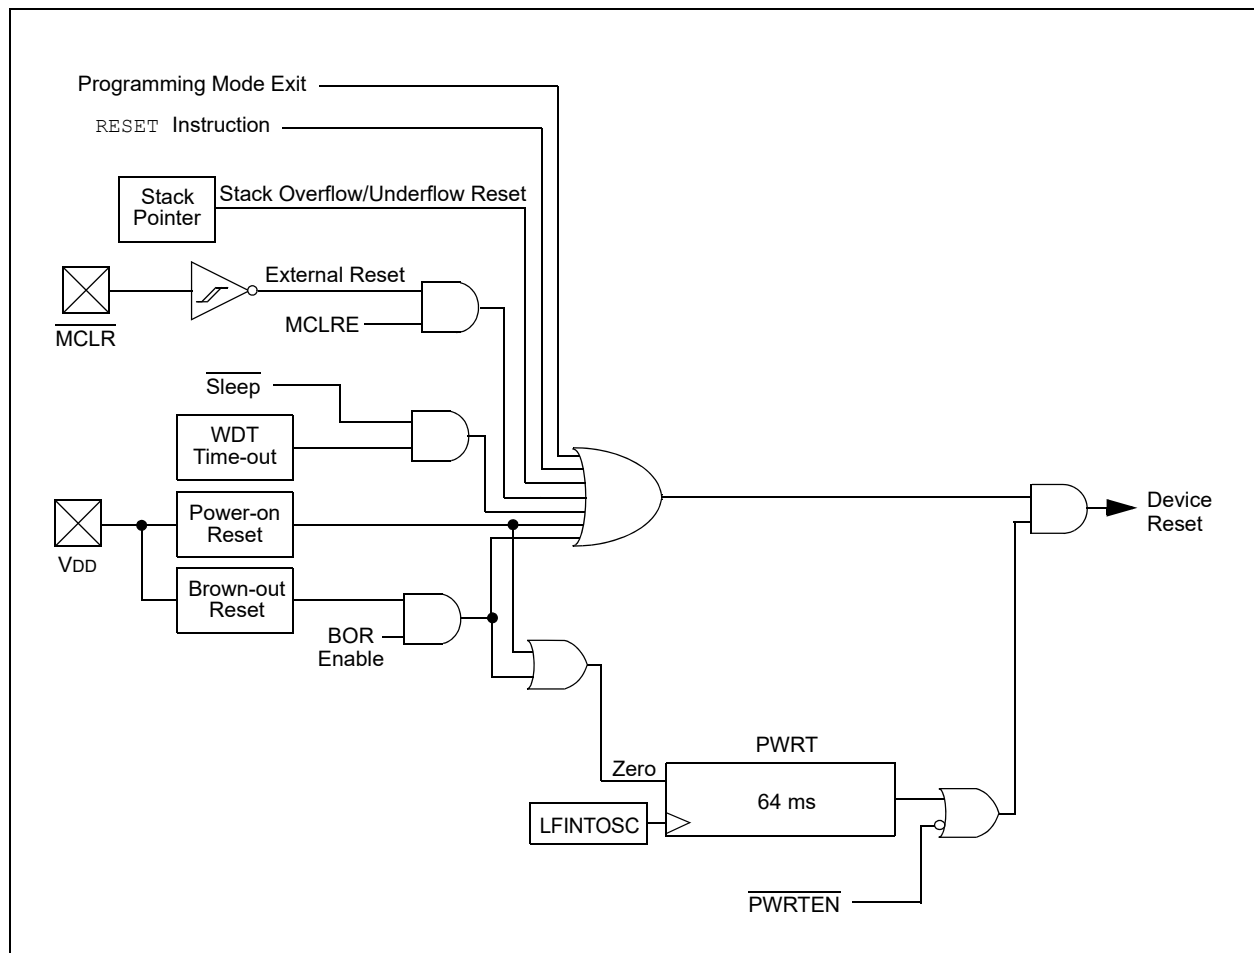 Programming Mode Exit
RESET Instruction
Stack
Pointer
Stack Overflow/Underflow Reset
External Reset
MCLR
MCLRE
Sleep
WDT
Time-out
VDD
Power-on
Reset
Brown-out
Reset
BOR
Enable
Device
Reset
PWRT
Zero
64 ms
LFINTOSC
PWRTEN